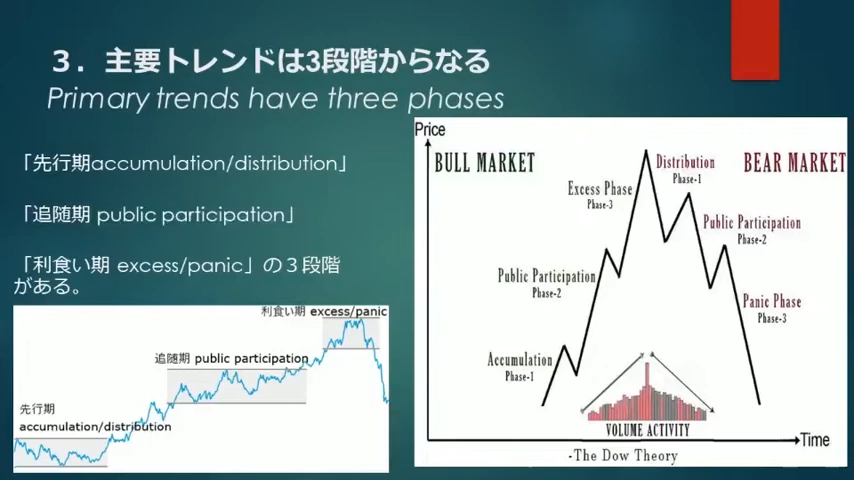 ３．主要トレンドは3段階からなる
Primary trends have three phases
「先行期accumulation/distribution」
「追随期 public participation」
「利食い期 excess/panic」の３段階
がある。
利食い期 excess/panic
追随期 public participation
先行期
accumulation/distribution
Price
BULL MARKET
BEAR MARKET
Distribution
Phase-1
Excess Phase
Phase-3
Public Participation
Phase-2
Public Participation
Phase-2
Panic Phase
Phase-3
Accumulation
Phase-1
VOLUME ACTIVITY
Time
-The Dow Theory